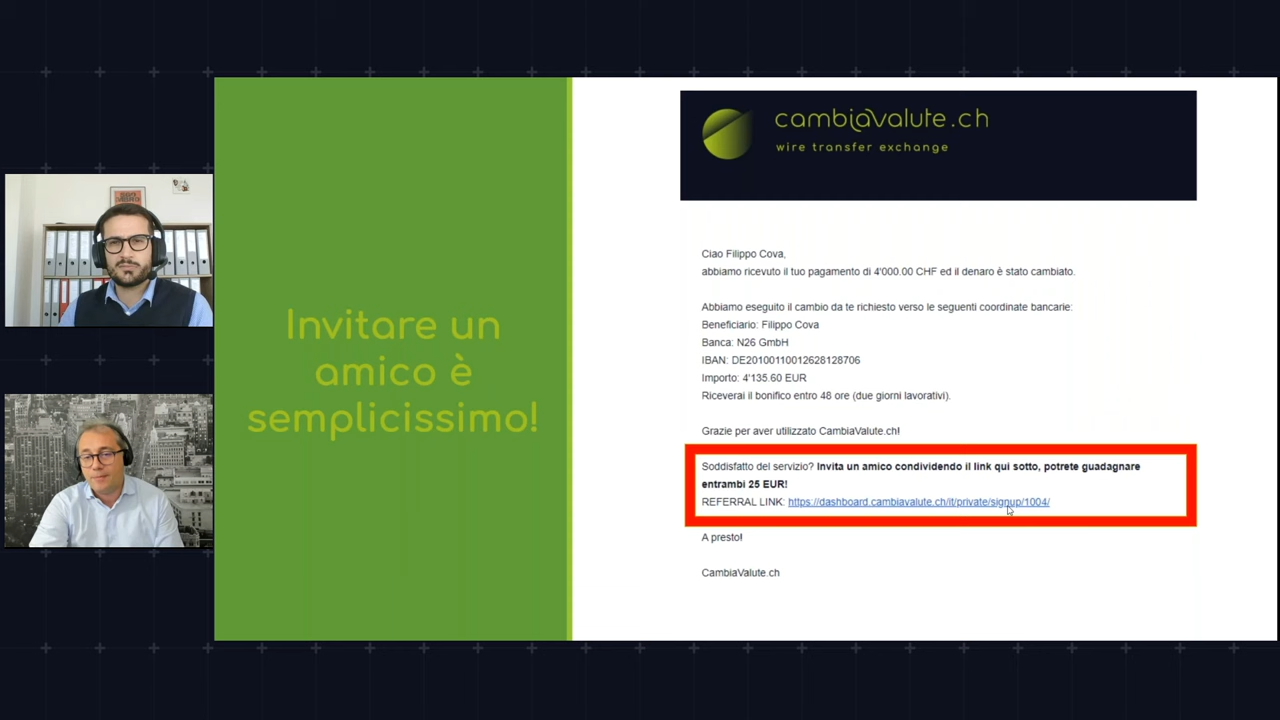 Invitare un
amico è
semplicissimo!
cambiavalute.ch
wire transfer exchange
Ciao Filippo Cova,
abbiamo ricevuto il tuo pagamento di 4'000.00 CHF ed il denaro è stato cambiato.
Abbiamo eseguito il cambio da te richiesto verso le seguenti coordinate bancarie:
Beneficiario: Filippo Cova
Banca: N26 GmbH
IBAN: DE20100110012628128706
Importo: 4'135.60 EUR
Riceverai il bonifico entro 48 ore (due giorni lavorativi).
Grazie per aver utilizzato CambiaValute.ch!
Soddisfatto del servizio? Invita un amico condividendo il link qui sotto, potrete guadagnare
entrambi 25 EUR!
REFERRAL LINK: https://dashboard.cambiavalute.ch/it/private/signup/1004/
A presto!
CambiaValute.ch